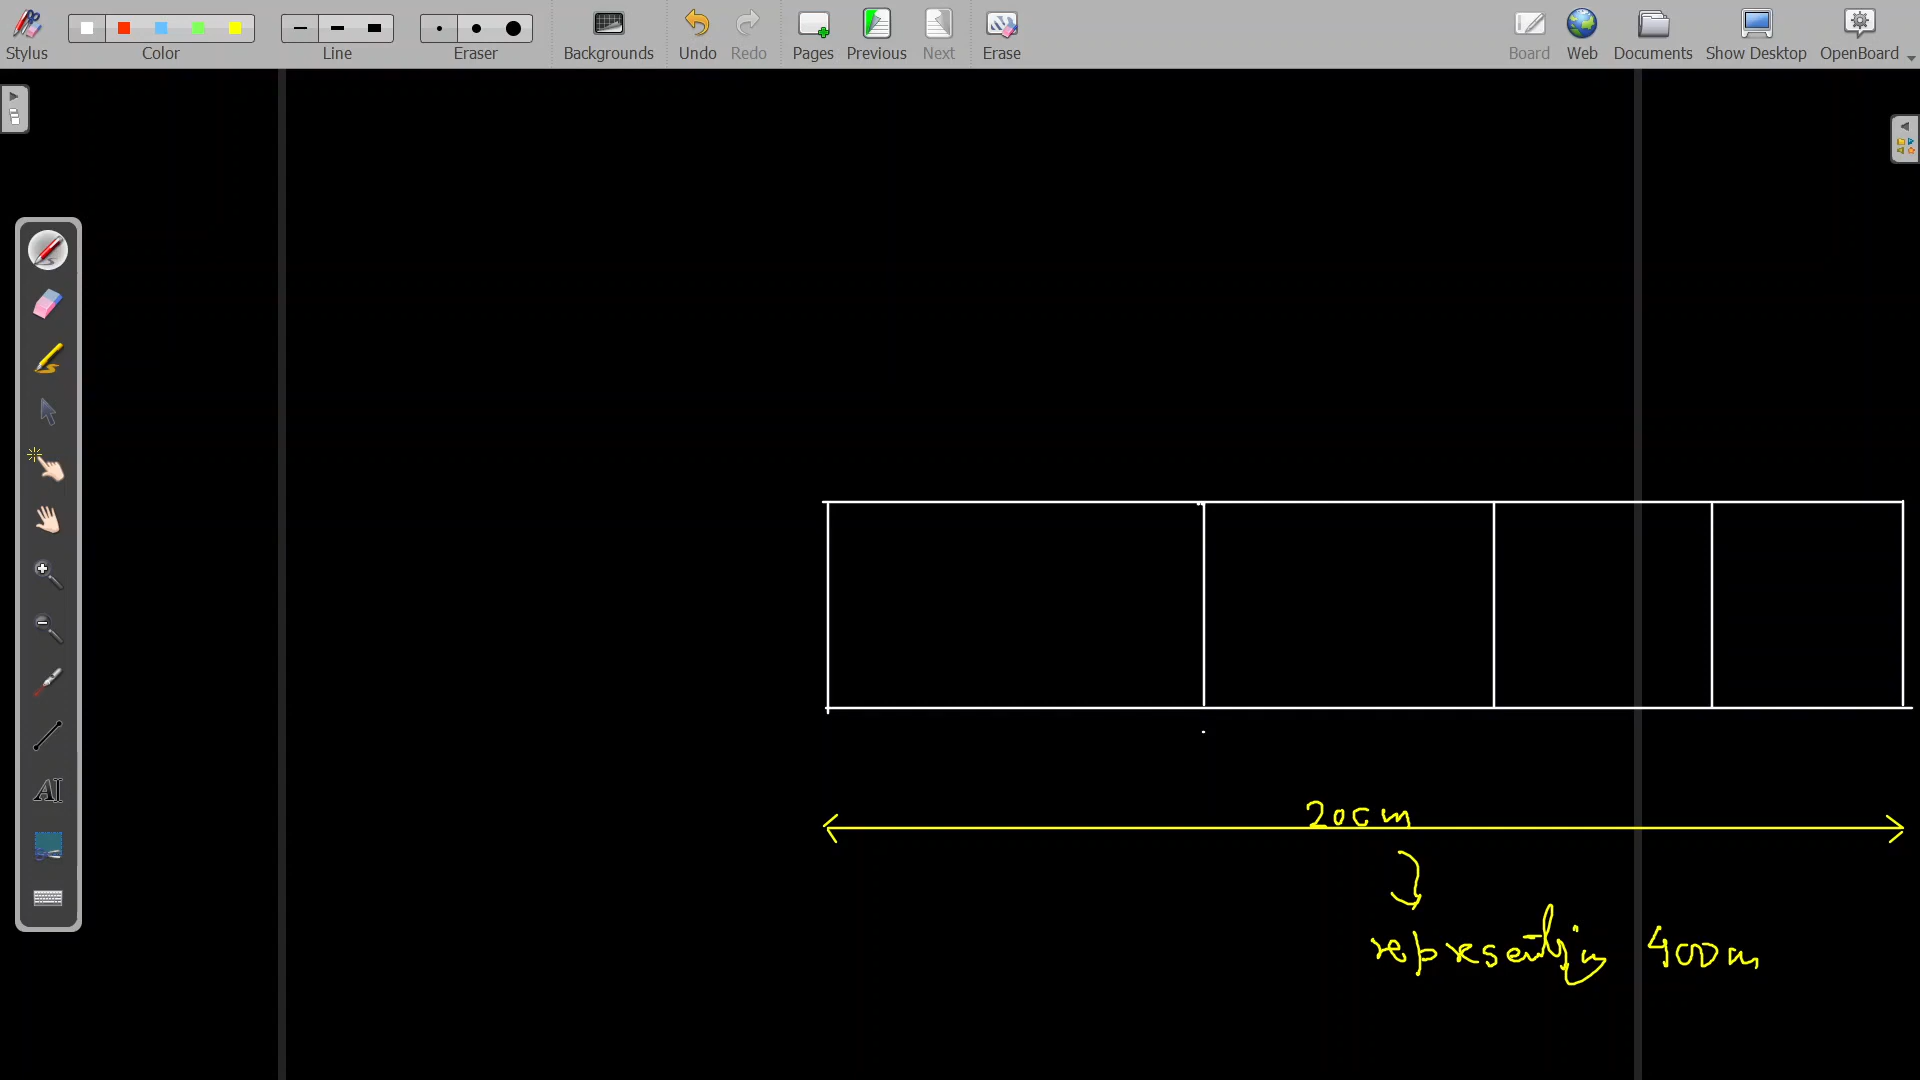 Stylus Color Line Eraser Backgrounds Undo Redo Pages Previous Next Erase Board Web Documents Show Desktop OpenBoard
20cm
representing 400m